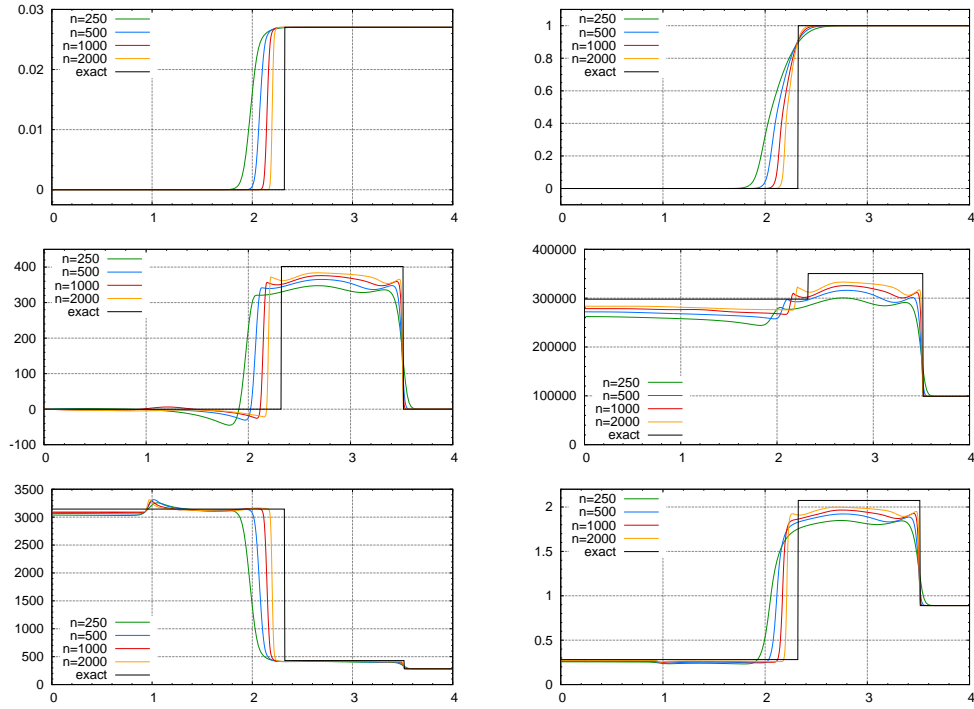 0.03
0.02
0.01
0
0 1 2 3 4
n=250
n=500
n=1000
n=2000
exact
1
0.8
0.6
0.4
0.2
0
0 1 2 3 4
n=250
n=500
n=1000
n=2000
exact
400
300
200
100
0
-100
0 1 2 3 4
n=250
n=500
n=1000
n=2000
exact
400000
300000
200000
100000
0
0 1 2 3 4
n=250
n=500
n=1000
n=2000
exact
3500
3000
2500
2000
1500
1000
500
0
0 1 2 3 4
n=250
n=500
n=1000
n=2000
exact
2
1.5
1
0.5
0
0 1 2 3 4
n=250
n=500
n=1000
n=2000
exact